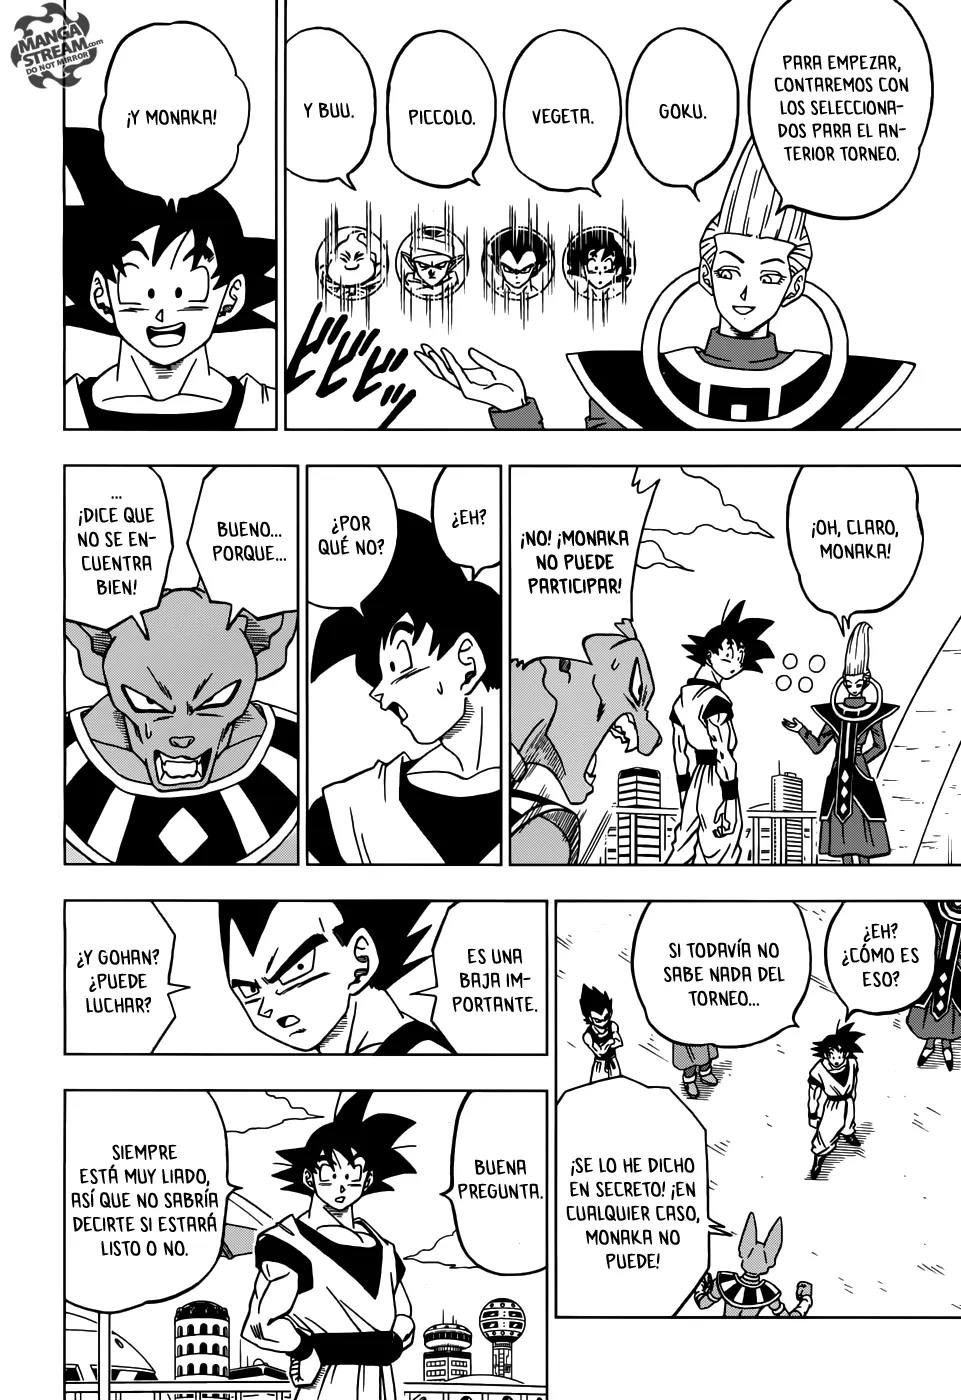 MANGA
STREAM.com
DO NOT MIRROR
PARA EMPEZAR,
CONTAREMOS CON
LOS SELECCIONA-
DOS PARA EL AN-
TERIOR TORNEO.
GOKU.
VEGETA.
PICCOLO.
Y BUU.
ビビビッ
¡Y MONAKA!
¡OH, CLARO,
MONAKA!
¡NO! ¡MONAKA
NO PUEDE
PARTICIPAR!
¿EH?
¿POR
QUÉ NO?
BUENO...
PORQUE...
...
¡DICE QUE
NO SE EN-
CUENTRA
BIEN!
¿EH?
¿CÓMO ES
ESO?
SI TODAVÍA NO
SABE NADA DEL
TORNEO...
¡SE LO HE DICHO
EN SECRETO! ¡EN
CUALQUIER CASO,
MONAKA NO
PUEDE!
ES UNA
BAJA IM-
PORTANTE.
¿Y GOHAN?
¿PUEDE
LUCHAR?
BUENA
PREGUNTA.
SIEMPRE
ESTÁ MUY LIADO,
ASÍ QUE NO SABRÍA
DECIRTE SI ESTARÁ
LISTO O NO.